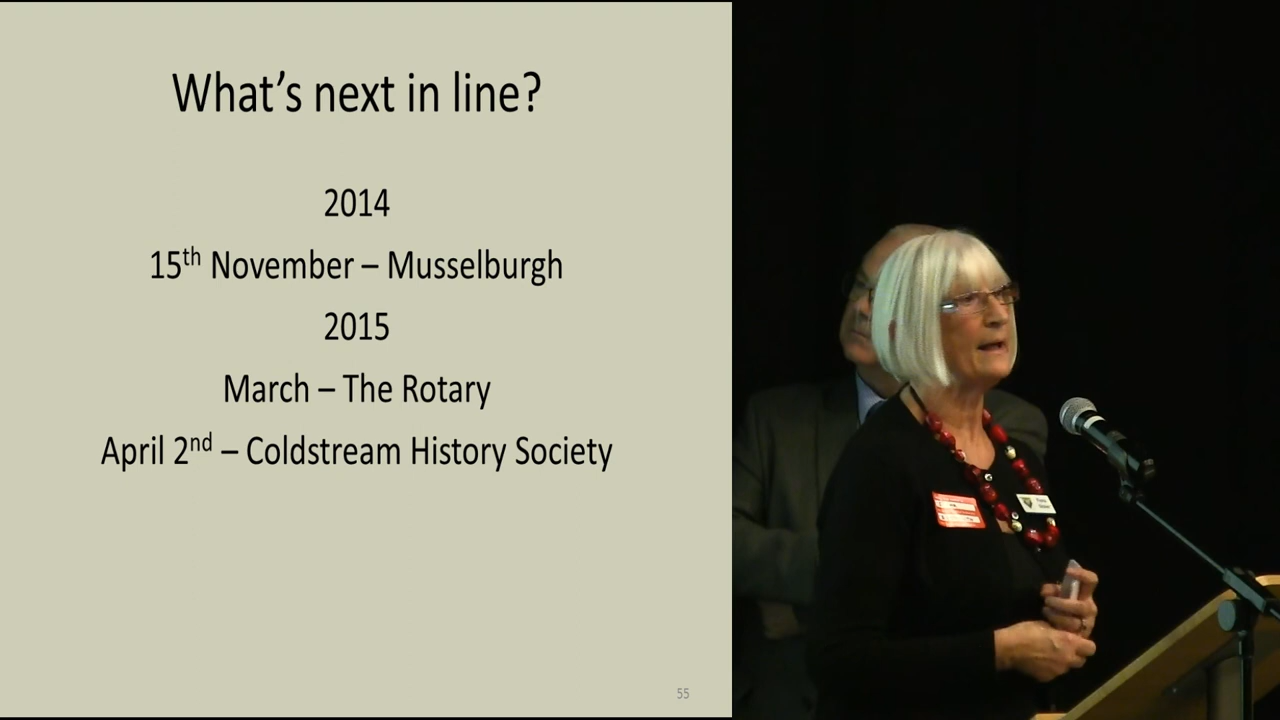 What's next in line?
2014
15th November – Musselburgh
2015
March – The Rotary
April 2nd – Coldstream History Society
55